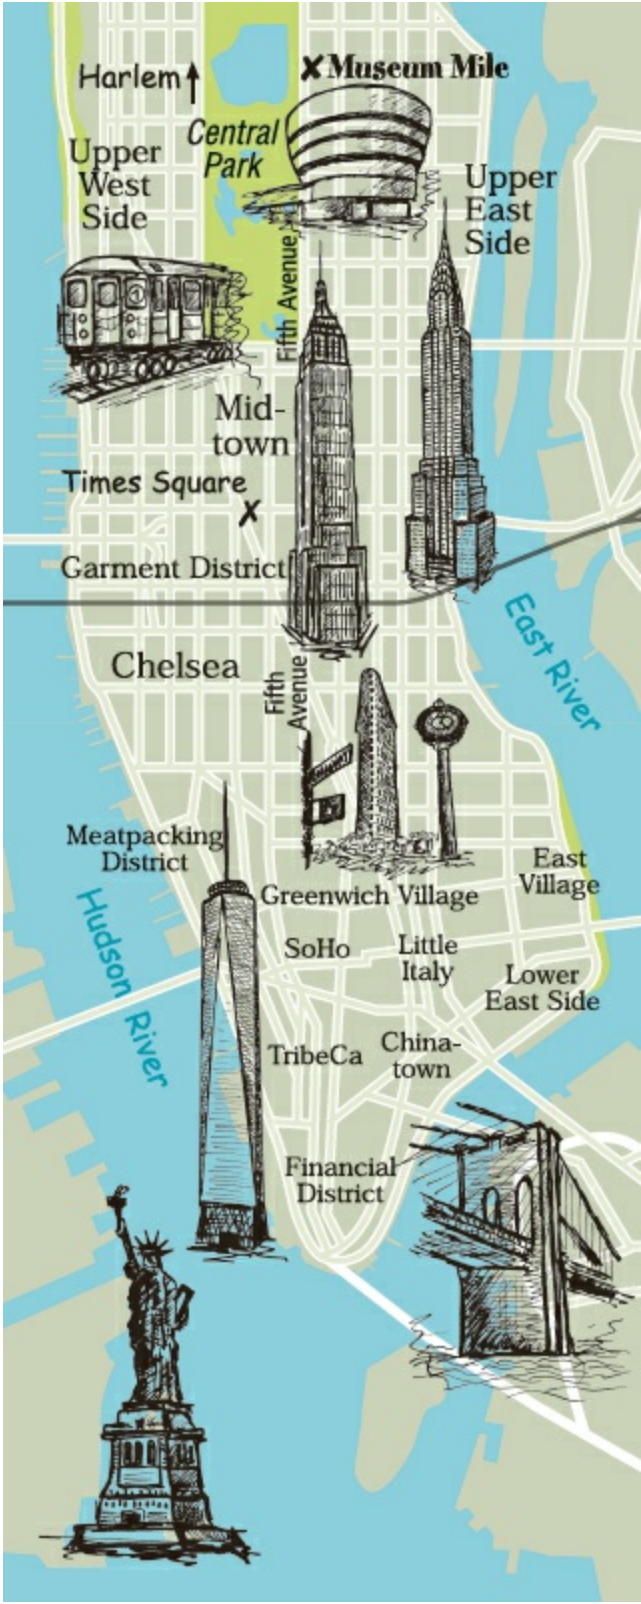 Museum Mile
Harlem
Central
Park
Upper
West
Side
Upper
East
Side
Fifth Avenue
1
Mid-
town
Times Square
Garment District
East River
Chelsea
Fifth
Avenue
Meatpacking
District
East
Village
Greenwich Village
Hudson River
SoHo
Little
Italy
Lower
East Side
TribeCa
China-
town
Financial
District